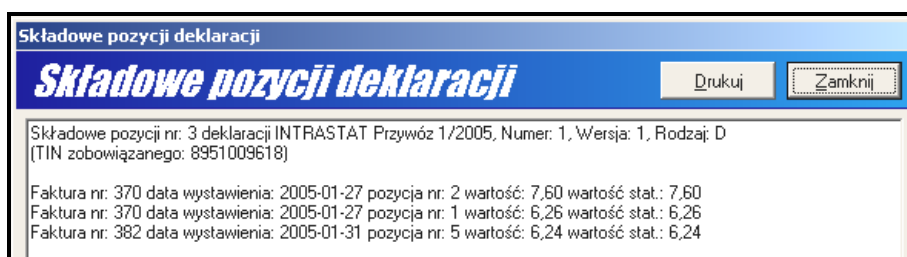 Składowe pozycji deklaracji
Składowe pozycji deklaracji
Drukuj
Zamknij
Składowe pozycji nr: 3 deklaracji INTRASTAT Przywóz 1/2005, Numer: 1, Wersja: 1, Rodzaj: D
(TIN zobowiązanego: 8951009618)
Faktura nr: 370 data wystawienia: 2005-01-27 pozycja nr: 2 wartość: 7,60 wartość stat.: 7,60
Faktura nr: 370 data wystawienia: 2005-01-27 pozycja nr: 1 wartość: 6,26 wartość stat.: 6,26
Faktura nr: 382 data wystawienia: 2005-01-31 pozycja nr: 5 wartość: 6,24 wartość stat.: 6,24